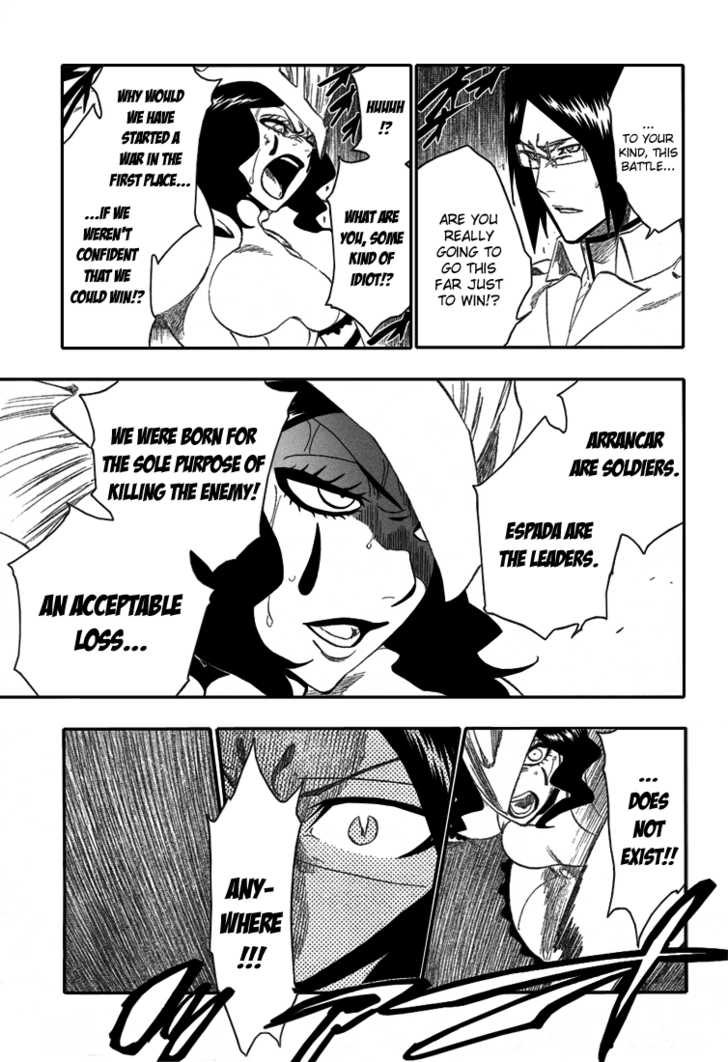 ...
TO YOUR
KIND, THIS
BATTLE...
ARE YOU
REALLY
GOING TO
GO THIS
FAR JUST
TO WIN!?
HUUUH
!?
WHAT ARE
YOU, SOME
KIND OF
IDIOT!?
WHY WOULD
WE HAVE
STARTED A
WAR IN THE
FIRST PLACE...
...IF WE
WEREN'T
CONFIDENT
THAT WE
COULD WIN!?
ARRANCAR
ARE SOLDIERS.
ESPADA ARE
THE LEADERS.
WE WERE BORN FOR
THE SOLE PURPOSE OF
KILLING THE ENEMY!
AN ACCEPTABLE
LOSS...
...
DOES
NOT
EXIST!!
ANY-
WHERE
!!!